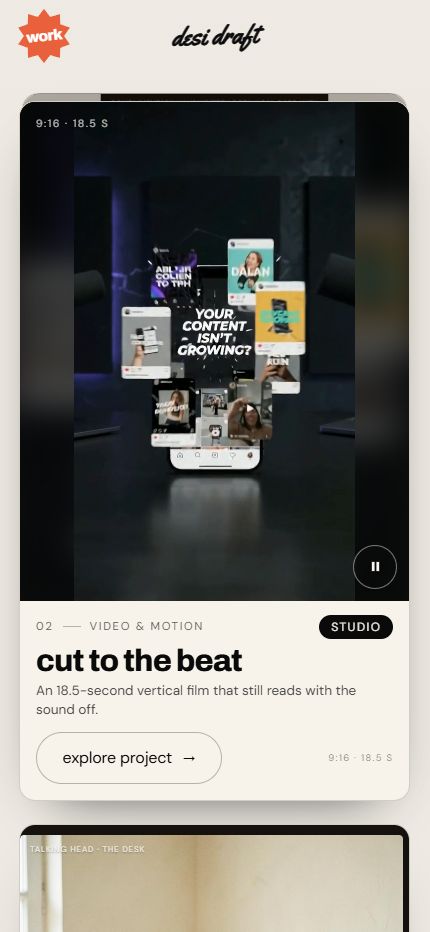 work
desi draft
9:16 · 18.5 S
DALAN
YOUR
CONTENT
ISN'T
GROWING?
02 — VIDEO & MOTION
STUDIO
cut to the beat
An 18.5-second vertical film that still reads with the
sound off.
explore project →
9:16 · 18.5 S
TALKING HEAD · THE DESK